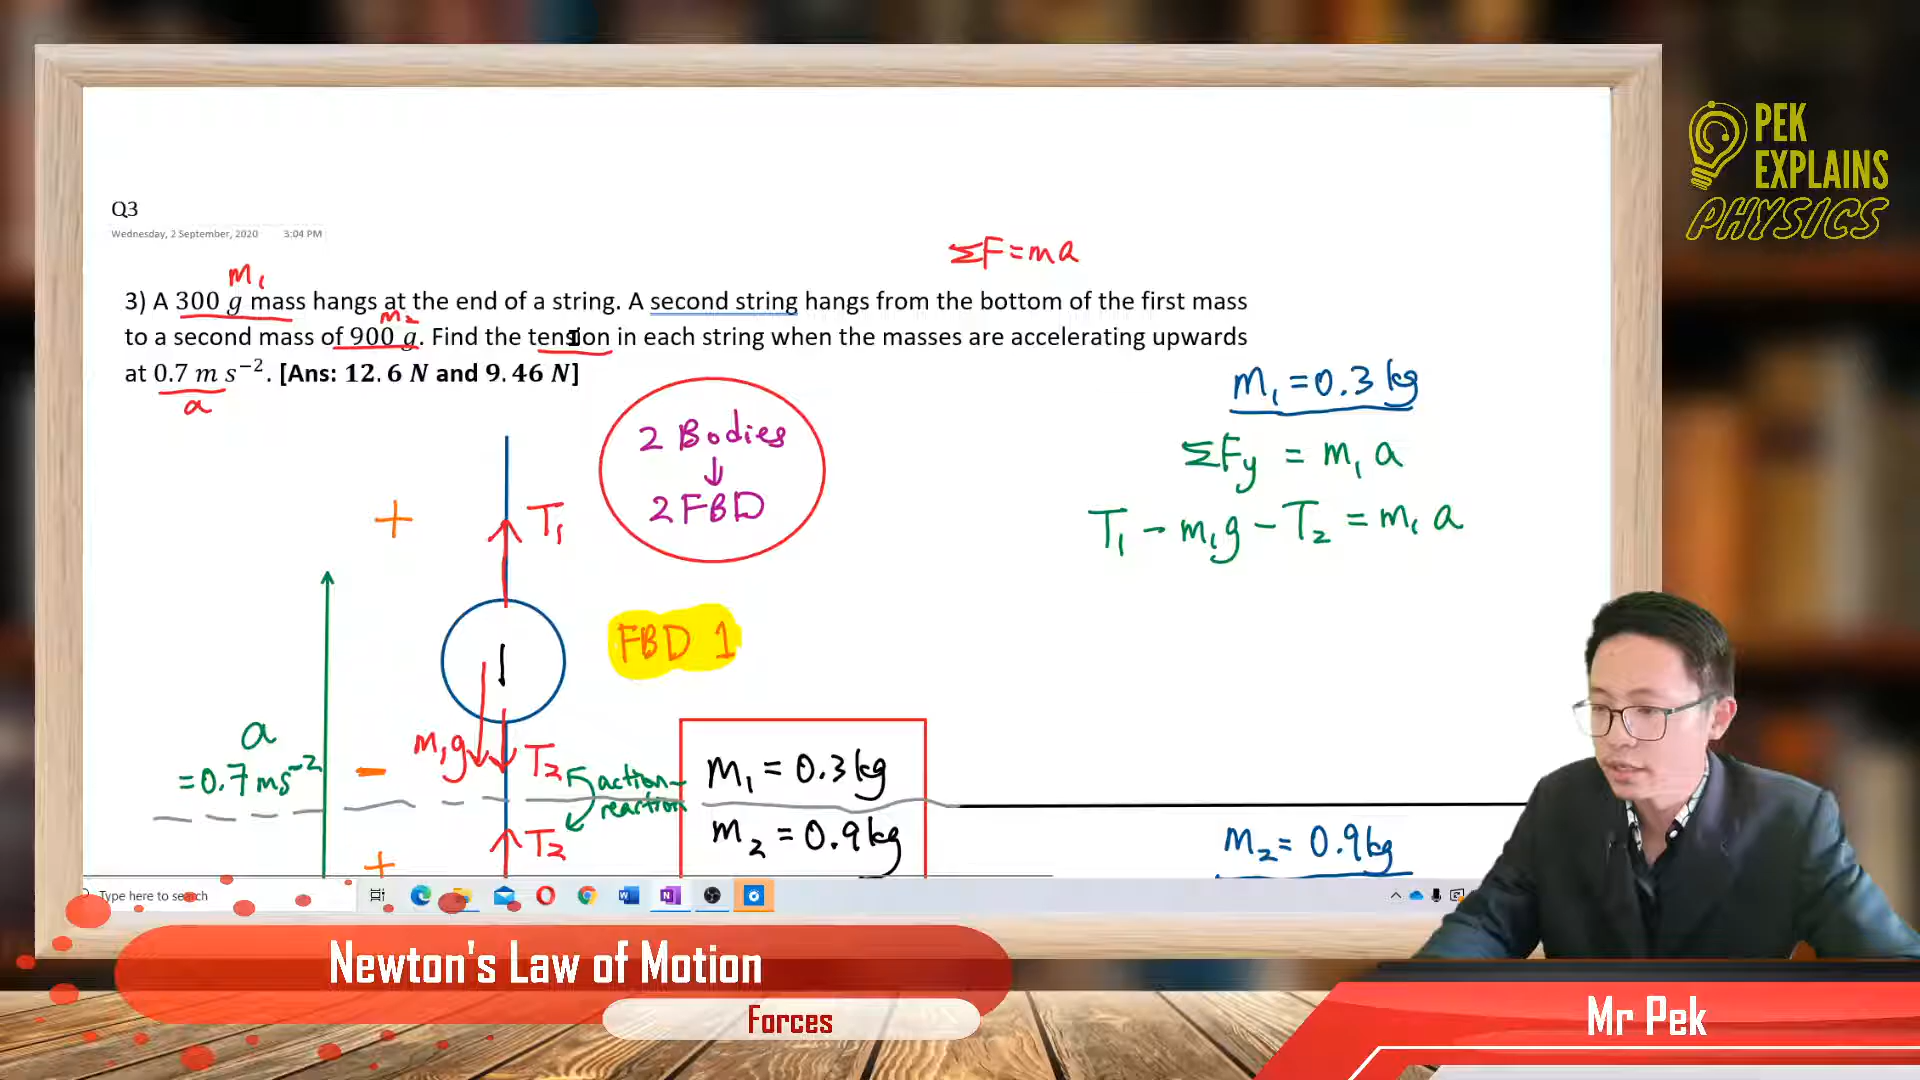 PEK
EXPLAINS
PHYSICS
Q3
Wednesday, 2 September, 2020 3:04 PM
ΣF = ma
m₁
3) A 300 g mass hangs at the end of a string. A second string hangs from the bottom of the first mass
m₂
to a second mass of 900 g. Find the tension in each string when the masses are accelerating upwards
at 0.7 m s⁻². [Ans: 12.6 N and 9.46 N]
a
2 Bodies
↓
2 FBD
m₁ = 0.3 kg
ΣFy = m₁ a
T₁ - m₁g - T₂ = m₁ a
+
T₁
1
FBD 1
a
= 0.7 ms⁻²
m₁g
-
T₂
action-
reaction
m₁ = 0.3 kg
m₂ = 0.9 kg
+
T₂
m₂ = 0.9 kg
Type here to search
Newton's Law of Motion
Forces
Mr Pek